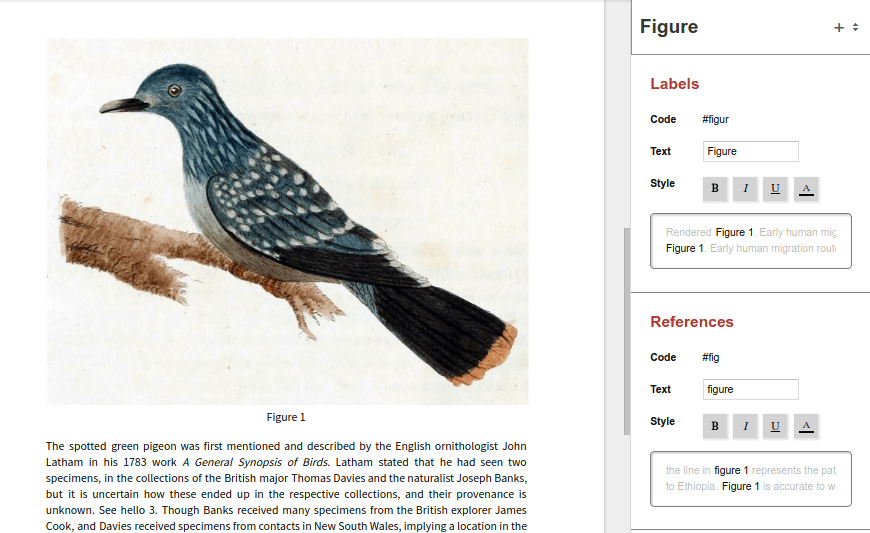 Figure 1
The spotted green pigeon was first mentioned and described by the English ornithologist John
Latham in his 1783 work A General Synopsis of Birds. Latham stated that he had seen two
specimens, in the collections of the British major Thomas Davies and the naturalist Joseph Banks,
but it is uncertain how these ended up in the respective collections, and their provenance is
unknown. See hello 3. Though Banks received many specimens from the British explorer James
Cook, and Davies received specimens from contacts in New South Wales, implying a location in the
Figure +
Labels
Code #figur
Text Figure
Style B I U A
Rendered Figure 1. Early human mig
Figure 1. Early human migration rout
References
Code #fig
Text figure
Style B I U A
the line in figure 1 represents the pat
to Ethiopia. Figure 1 is accurate to w